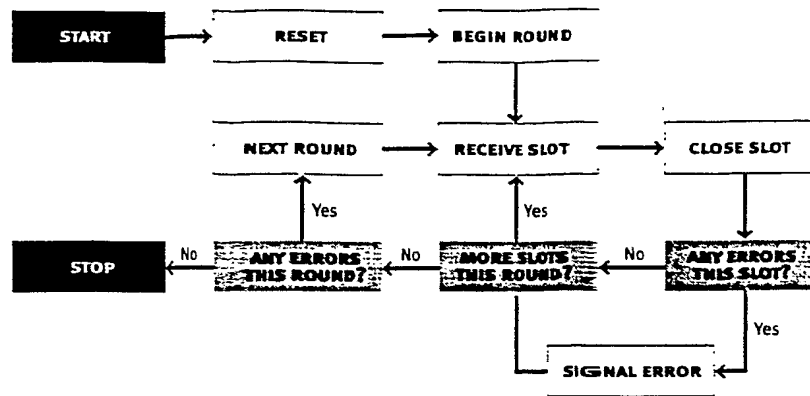 START
RESET
BEGIN ROUND
NEXT ROUND
RECEIVE SLOT
CLOSE SLOT
Yes
Yes
STOP
No
ANY ERRORS
THIS ROUND?
No
MORE SLOTS
THIS ROUND?
No
ANY ERRORS
THIS SLOT?
Yes
SIGNAL ERROR